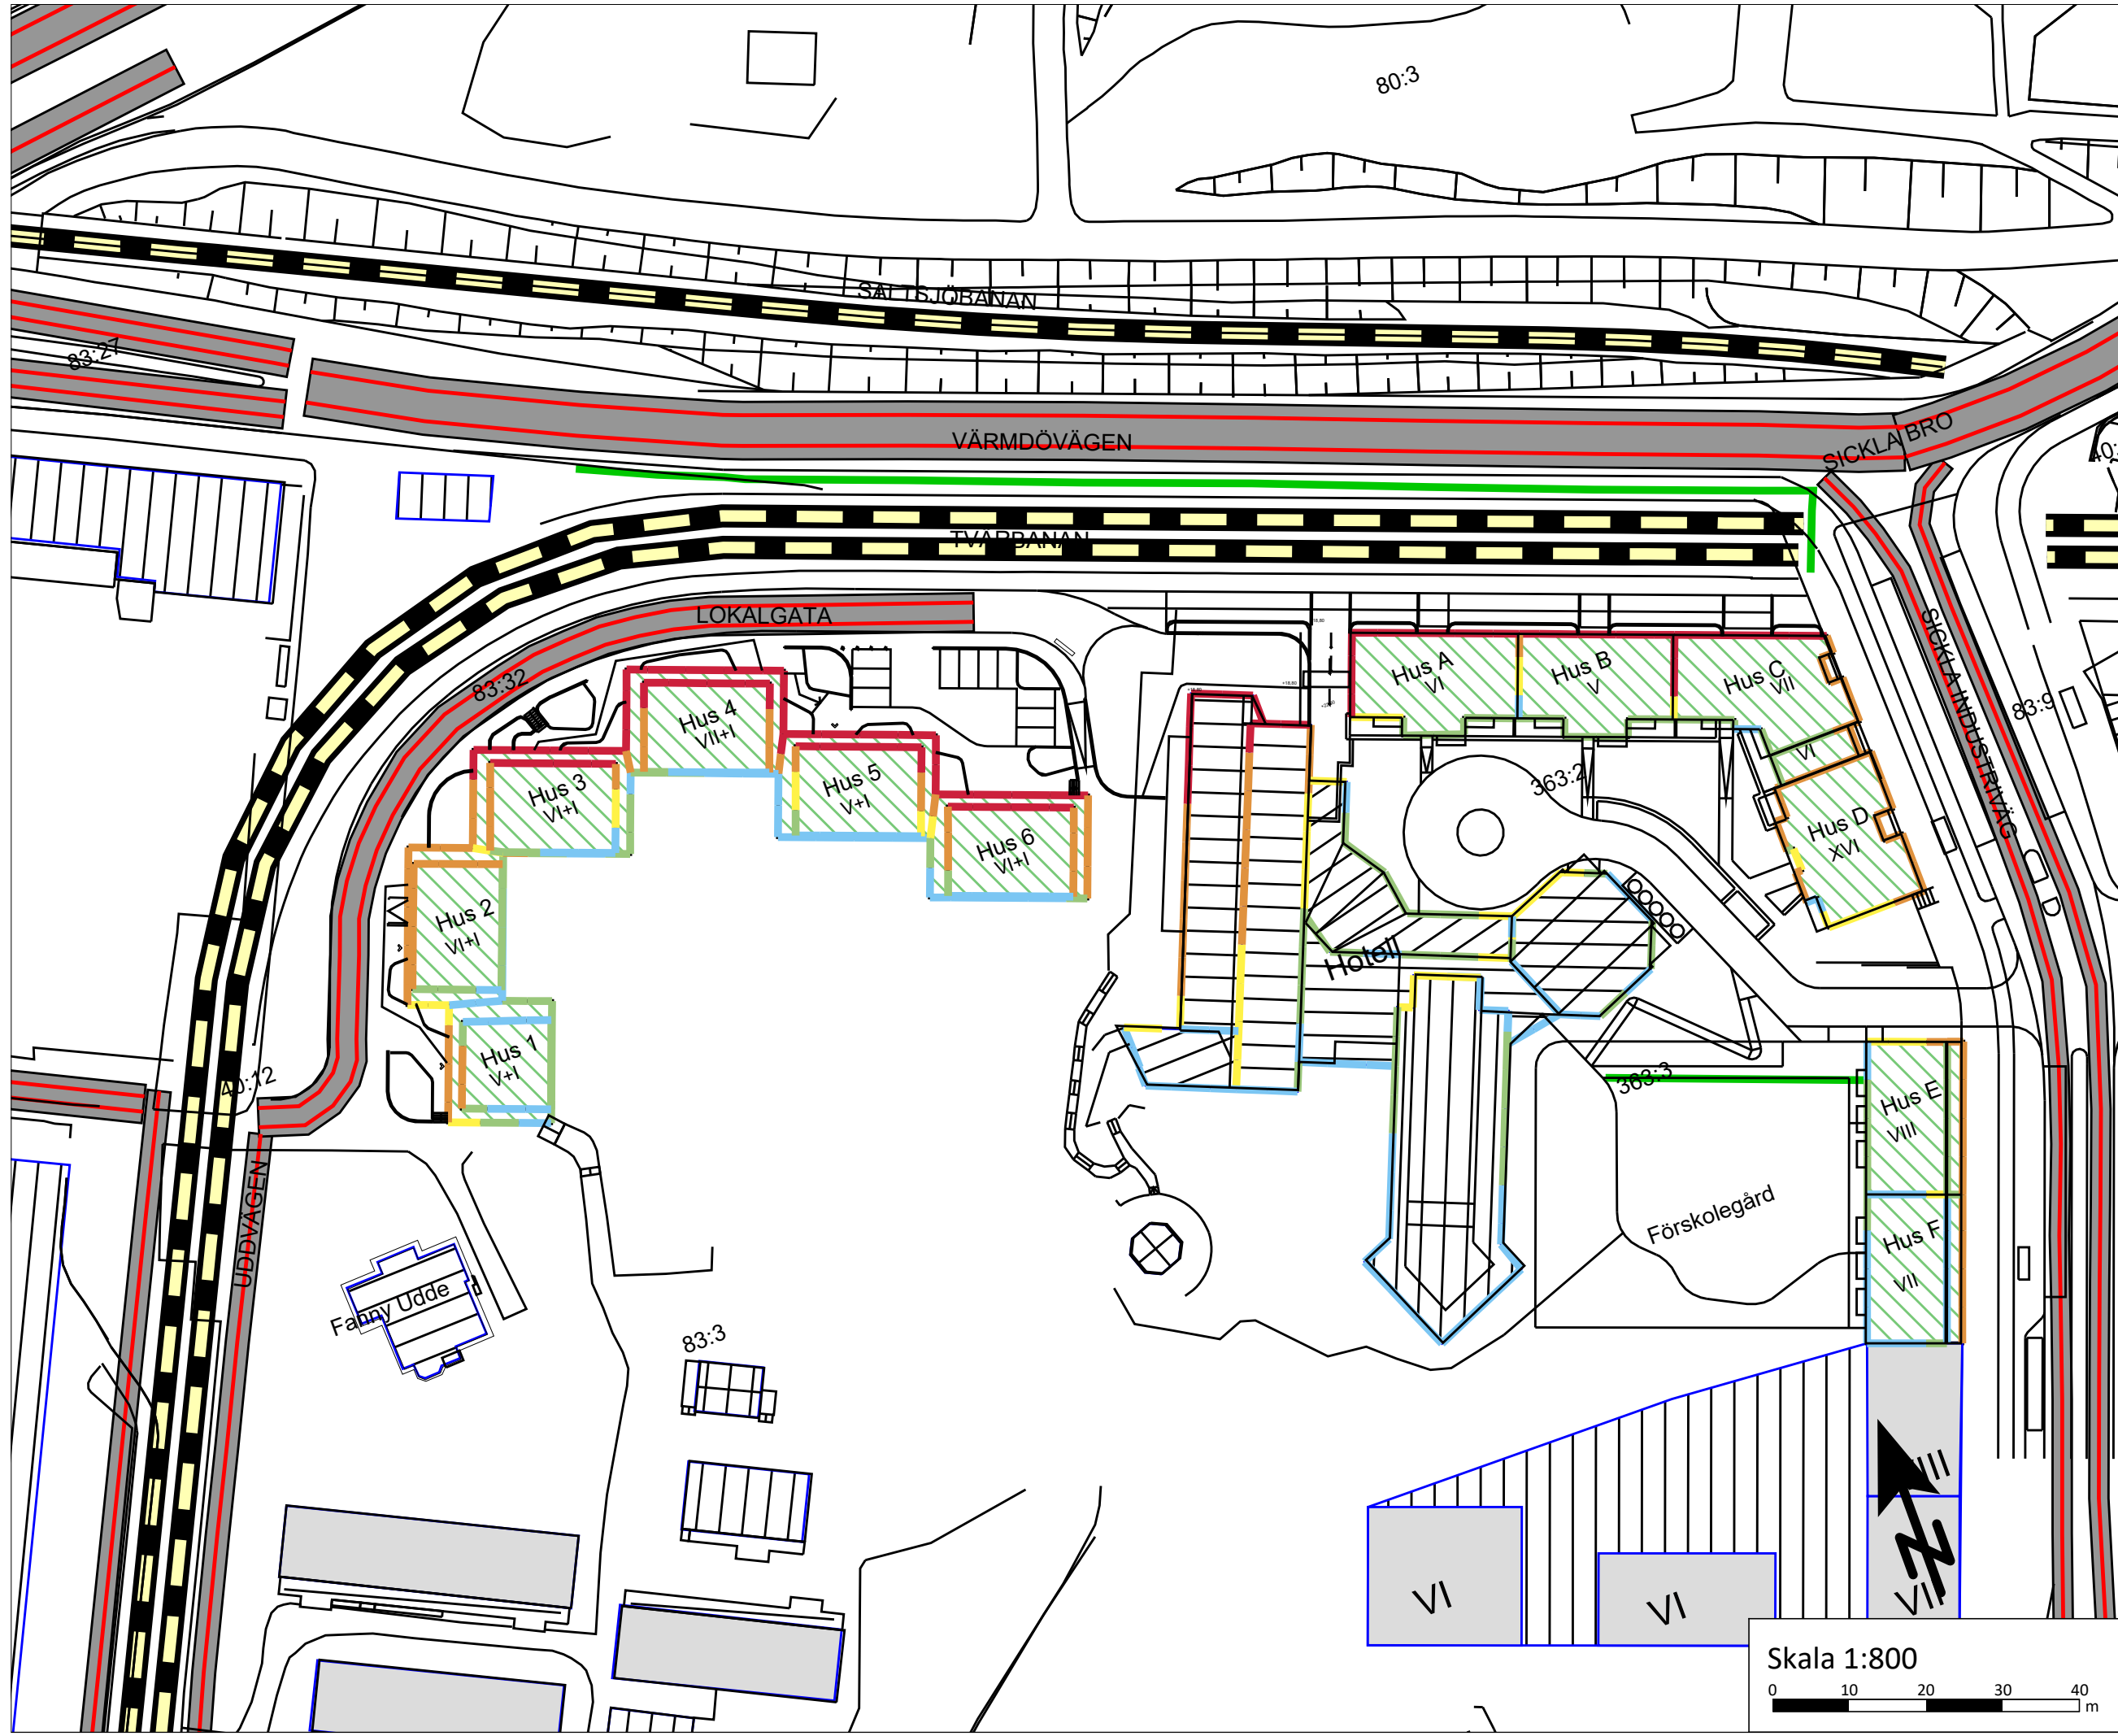 80:3
SALTSJÖBANAN
83:27
VÄRMDÖVÄGEN
SICKLA BRO
TVÄRBANAN
LOKALGATA
SICKLA INDUSTRIVÄG
83:32
83:9
Hus A
VI
Hus B
V
Hus C
VII
VI
Hus D
XVI
363:2
Hus 4
VII+I
Hus 3
VI+I
Hus 5
V+I
Hus 6
VI+I
Hus 2
VI+I
Hus 1
V+I
Hotell
40:12
363:3
Hus E
VIII
Hus F
VII
Förskolegård
UDDVÄGEN
Fanny Udde
83:3
VI
VI
VII
Skala 1:800
0 10 20 30 40
m